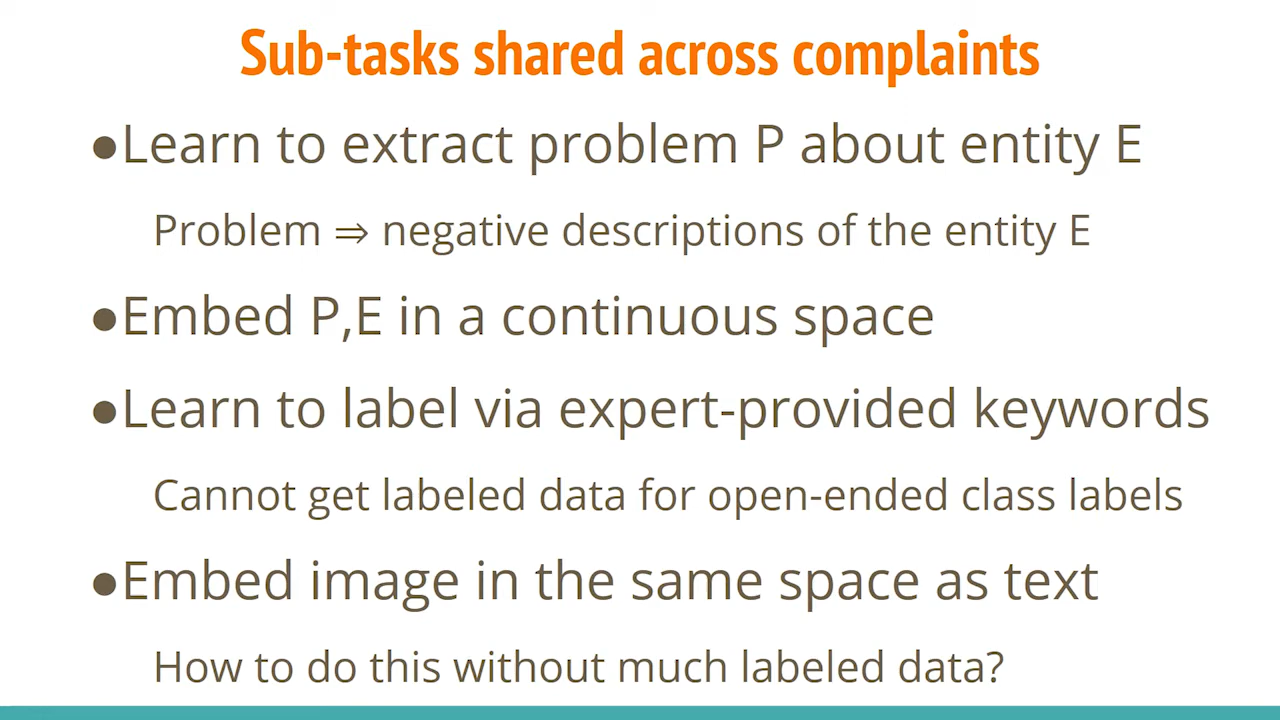 Sub-tasks shared across complaints
●Learn to extract problem P about entity E
Problem ⇒ negative descriptions of the entity E
●Embed P,E in a continuous space
●Learn to label via expert-provided keywords
Cannot get labeled data for open-ended class labels
●Embed image in the same space as text
How to do this without much labeled data?